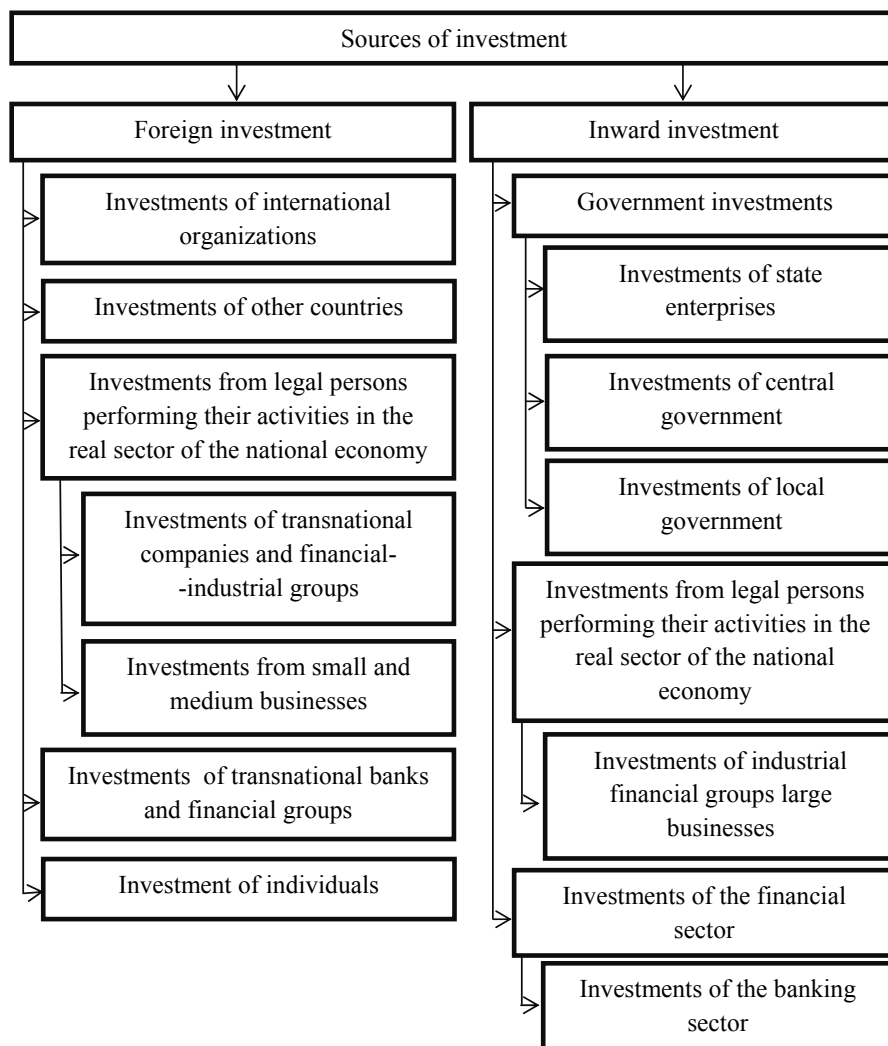 Sources of investment
Foreign investment
Investments of international
organizations
Investments of other countries
Investments from legal persons
performing their activities in the
real sector of the national economy
Investments of transnational
companies and financial-
-industrial groups
Investments from small and
medium businesses
Investments of transnational banks
and financial groups
Investment of individuals
Inward investment
Government investments
Investments of state
enterprises
Investments of central
government
Investments of local
government
Investments from legal persons
performing their activities in the
real sector of the national
economy
Investments of industrial
financial groups large
businesses
Investments of the financial
sector
Investments of the banking
sector